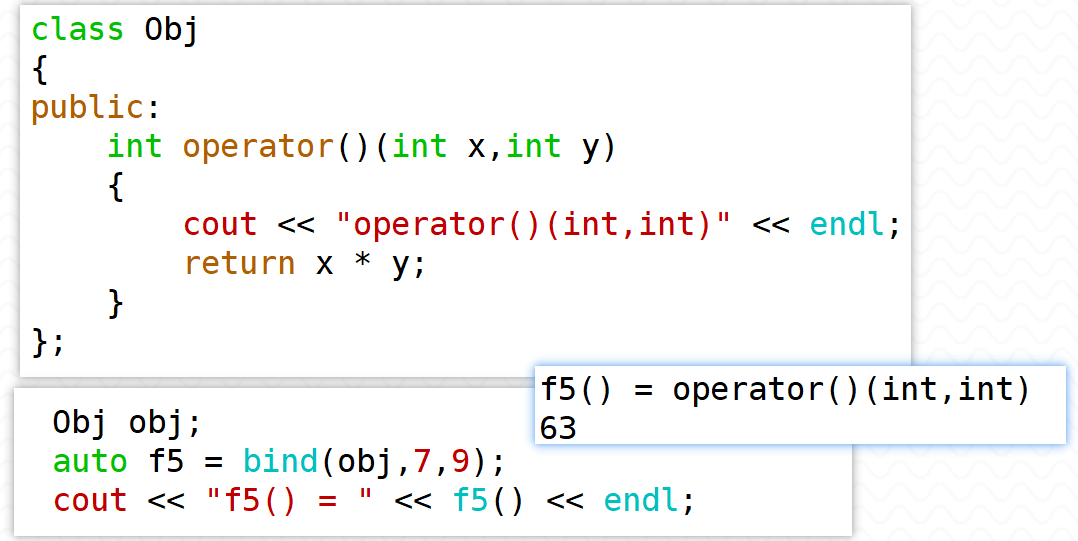 class Obj
{
public:
    int operator()(int x,int y)
    {
        cout << "operator()(int,int)" << endl;
        return x * y;
    }
};
f5() = operator()(int,int)
63
Obj obj;
auto f5 = bind(obj,7,9);
cout << "f5() = " << f5() << endl;